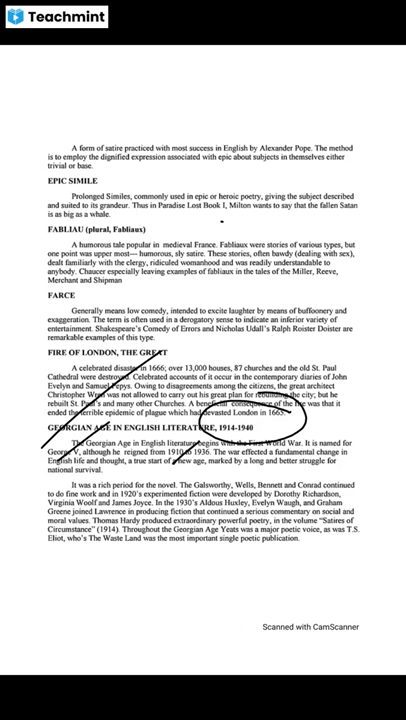 Teachmint
A form of satire practiced with most success in English by Alexander Pope. The method
is to employ the dignified expression associated with epic about subjects in themselves either
trivial or base.
EPIC SIMILE
Prolonged Similes, commonly used in epic or heroic poetry, giving the subject described
and suited to its grandeur. Thus in Paradise Lost Book I, Milton wants to say that the fallen Satan
is as big as a whale.
FABLIAU (plural, Fabliaux)
A humorous tale popular in medieval France. Fabliaux were stories of various types, but
one point was upper most— humorous, sly satire. These stories, often bawdy (dealing with sex),
dealt familiarly with the clergy, ridiculed womanhood and was readily understandable to
anybody. Chaucer especially leaving examples of fabliaux in the tales of the Miller, Reeve,
Merchant and Shipman
FARCE
Generally means low comedy, intended to excite laughter by means of buffoonery and
exaggeration. The term is often used in a derogatory sense to indicate an inferior variety of
entertainment. Shakespeare's Comedy of Errors and Nicholas Udall's Ralph Roister Doister are
remarkable examples of this type.
FIRE OF LONDON, THE GREAT
A celebrated disaster in 1666; over 13,000 houses, 87 churches and the old St. Paul
Cathedral were destroyed. Celebrated accounts of it occur in the contemporary diaries of John
Evelyn and Samuel Pepys. Owing to disagreements among the citizens, the great architect
Christopher Wren was not allowed to carry out his great plan for rebuilding the city; but he
rebuilt St. Paul's and many other Churches. A beneficial consequence of the fire was that it
ended the terrible epidemic of plague which had devasted London in 1665.
GEORGIAN AGE IN ENGLISH LITERATURE, 1914-1940
The Georgian Age in English literature begins with the First World War. It is named for
George V, although he reigned from 1910 to 1936. The war effected a fundamental change in
English life and thought, a true start of a new age, marked by a long and better struggle for
national survival.
It was a rich period for the novel. The Galsworthy, Wells, Bennett and Conrad continued
to do fine work and in 1920's experimented fiction were developed by Dorothy Richardson,
Virginia Woolf and James Joyce. In the 1930's Aldous Huxley, Evelyn Waugh, and Graham
Greene joined Lawrence in producing fiction that continued a serious commentary on social and
moral values. Thomas Hardy produced extraordinary powerful poetry, in the volume “Satires of
Circumstance” (1914). Throughout the Georgian Age Yeats was a major poetic voice, as was T.S.
Eliot, who's The Waste Land was the most important single poetic publication.
Scanned with CamScanner